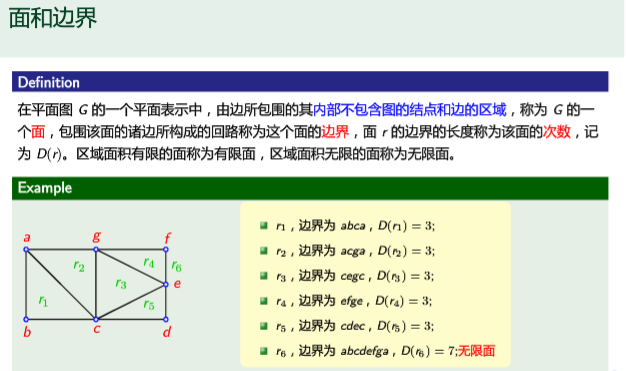 面和边界
Definition
在平面图 G 的一个平面表示中，由边所包围的其内部不包含图的结点和边的区域，称为 G 的一
个面，包围该面的诸边所构成的回路称为这个面的边界，面 r 的边界的长度称为该面的次数，记
为 D(r)。区域面积有限的面称为有限面，区域面积无限的面称为无限面。
Example
a g f
r2 r4 r6
r3 e
r1 r5
b c d
r1，边界为 abca，D(r1) = 3;
r2，边界为 acga，D(r2) = 3;
r3，边界为 cegc，D(r3) = 3;
r4，边界为 efge，D(r4) = 3;
r5，边界为 cdec，D(r5) = 3;
r6，边界为 abcdefga，D(r6) = 7;无限面